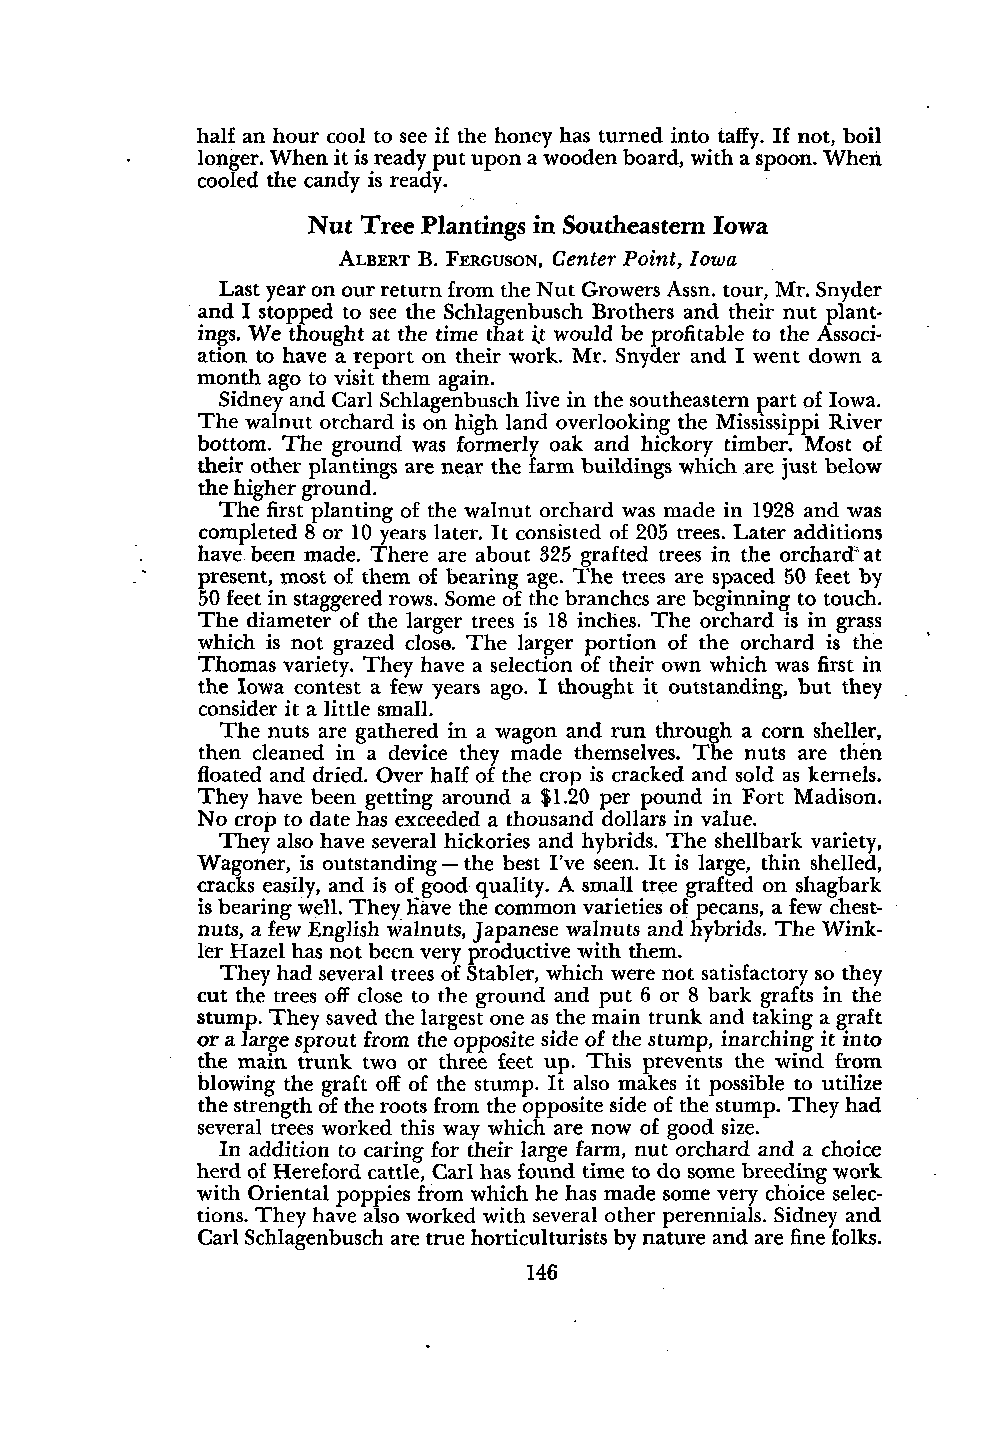 half an hour cool to see if the honey has turned into taffy. If not, boil
longer. When it is ready put upon a wooden board, with a spoon. When
cooled the candy is ready.
Nut Tree Plantings in Southeastern Iowa
ALBERT B. FERGUSON, Center Point, Iowa
Last year on our return from the Nut Growers Assn. tour, Mr. Snyder
and I stopped to see the Schlagenbusch Brothers and their nut plant-
ings. We thought at the time that it would be profitable to the Associ-
ation to have a report on their work. Mr. Snyder and I went down a
month ago to visit them again.
Sidney and Carl Schlagenbusch live in the southeastern part of Iowa.
The walnut orchard is on high land overlooking the Mississippi River
bottom. The ground was formerly oak and hickory timber. Most of
their other plantings are near the farm buildings which are just below
the higher ground.
The first planting of the walnut orchard was made in 1928 and was
completed 8 or 10 years later. It consisted of 205 trees. Later additions
have been made. There are about 325 grafted trees in the orchard at
present, most of them of bearing age. The trees are spaced 50 feet by
50 feet in staggered rows. Some of the branches are beginning to touch.
The diameter of the larger trees is 18 inches. The orchard is in grass
which is not grazed close. The larger portion of the orchard is the
Thomas variety. They have a selection of their own which was first in
the Iowa contest a few years ago. I thought it outstanding, but they
consider it a little small.
The nuts are gathered in a wagon and run through a corn sheller,
then cleaned in a device they made themselves. The nuts are then
floated and dried. Over half of the crop is cracked and sold as kernels.
They have been getting around a $1.20 per pound in Fort Madison.
No crop to date has exceeded a thousand dollars in value.
They also have several hickories and hybrids. The shellbark variety,
Wagoner, is outstanding — the best I've seen. It is large, thin shelled,
cracks easily, and is of good quality. A small tree grafted on shagbark
is bearing well. They have the common varieties of pecans, a few chest-
nuts, a few English walnuts, Japanese walnuts and hybrids. The Wink-
ler Hazel has not been very productive with them.
They had several trees of Stabler, which were not satisfactory so they
cut the trees off close to the ground and put 6 or 8 bark grafts in the
stump. They saved the largest one as the main trunk and taking a graft
or a large sprout from the opposite side of the stump, inarching it into
the main trunk two or three feet up. This prevents the wind from
blowing the graft off of the stump. It also makes it possible to utilize
the strength of the roots from the opposite side of the stump. They had
several trees worked this way which are now of good size.
In addition to caring for their large farm, nut orchard and a choice
herd of Hereford cattle, Carl has found time to do some breeding work
with Oriental poppies from which he has made some very choice selec-
tions. They have also worked with several other perennials. Sidney and
Carl Schlagenbusch are true horticulturists by nature and are fine folks.
146